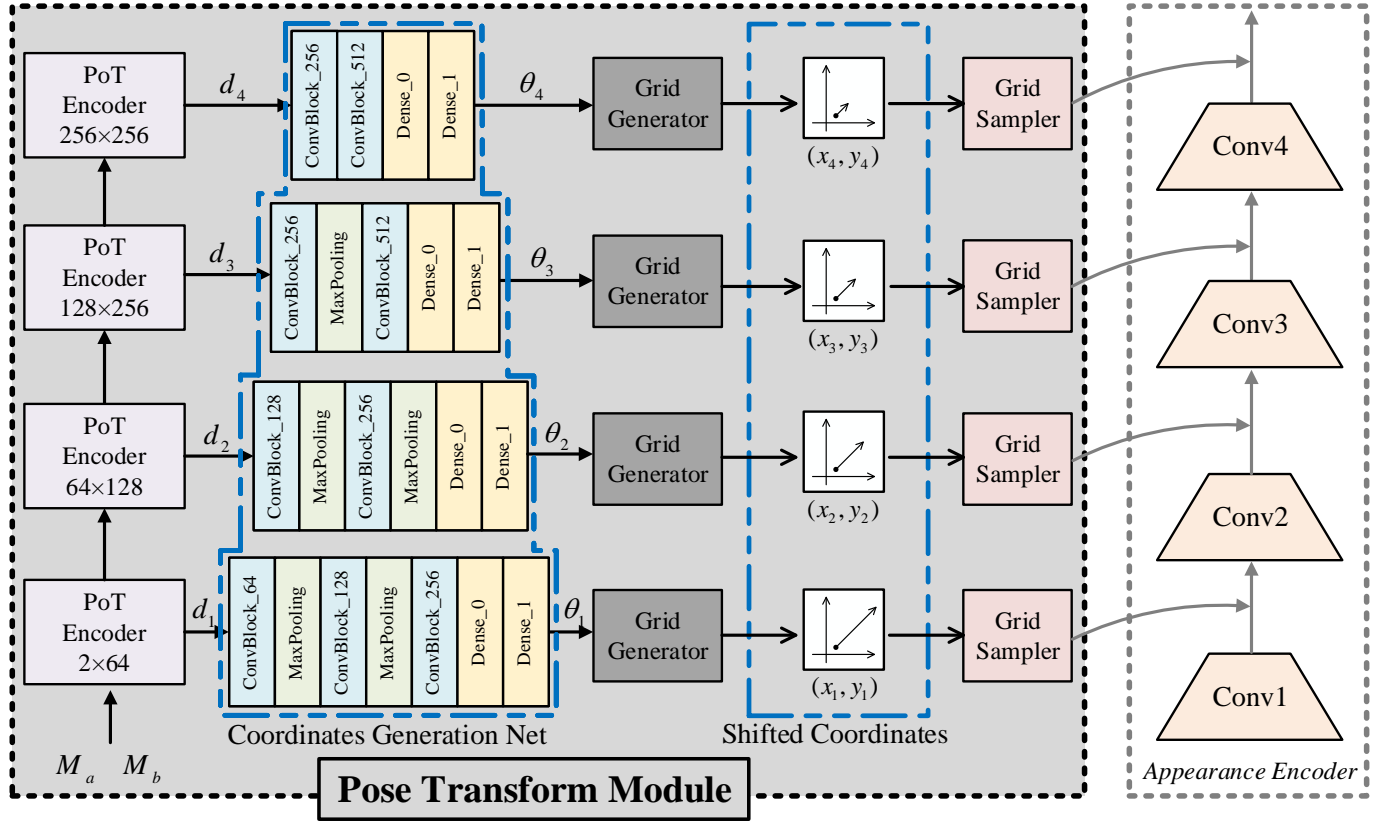 PoT
Encoder
256×256
d₄
ConvBlock_256
ConvBlock_512
Dense_0
Dense_1
θ₄
Grid
Generator
(x₄, y₄)
Grid
Sampler
Conv4
PoT
Encoder
128×256
d₃
ConvBlock_256
MaxPooling
ConvBlock_512
Dense_0
Dense_1
θ₃
Grid
Generator
(x₃, y₃)
Grid
Sampler
Conv3
PoT
Encoder
64×128
d₂
ConvBlock_128
MaxPooling
ConvBlock_256
MaxPooling
Dense_0
Dense_1
θ₂
Grid
Generator
(x₂, y₂)
Grid
Sampler
Conv2
PoT
Encoder
2×64
d₁
ConvBlock_64
MaxPooling
ConvBlock_128
MaxPooling
ConvBlock_256
Dense_0
Dense_1
θ₁
Grid
Generator
(x₁, y₁)
Grid
Sampler
Conv1
Coordinates Generation Net
Shifted Coordinates
M_a M_b
Pose Transform Module
Appearance Encoder